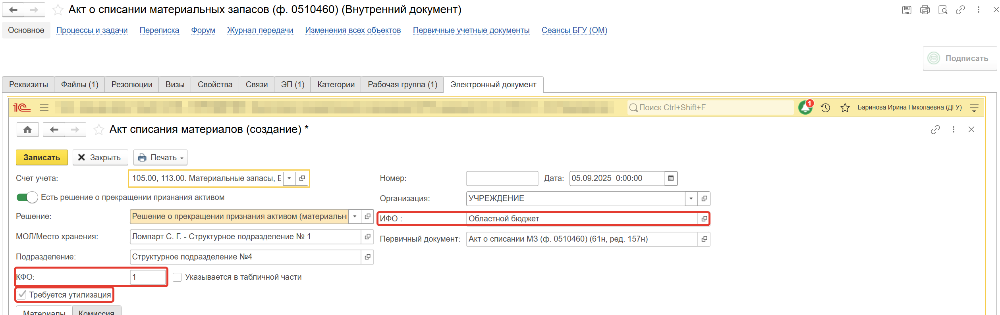 Акт о списании материальных запасов (ф. 0510460) (Внутренний документ)
Основное Процессы и задачи Переписка Форум Журнал передачи Изменения всех объектов Первичные учетные документы Сеансы БГУ (ОМ)
Подписать
Реквизиты Файлы (1) Резолюции Визы Свойства Связи ЭП (1) Категории Рабочая группа (1) Электронный документ
1С Поиск Ctrl+Shift+F 1 Баринова Ирина Николаевна (ДГУ)
Акт списания материалов (создание) *
Записать Закрыть Печать
Счет учета: 105.00, 113.00. Материальные запасы, Е Номер: Дата: 05.09.2025 0:00:00
Есть решение о прекращении признания активом Организация: УЧРЕЖДЕНИЕ
Решение: Решение о прекращении признания активом (материальн ИФО : Областной бюджет
МОЛ/Место хранения: Ломпарт С. Г. - Структурное подразделение № 1 Первичный документ: Акт о списании МЗ (ф. 0510460) (61н, ред. 157н)
Подразделение: Структурное подразделение №4
КФО: 1 Указывается в табличной части
Требуется утилизация
Материалы Комиссия